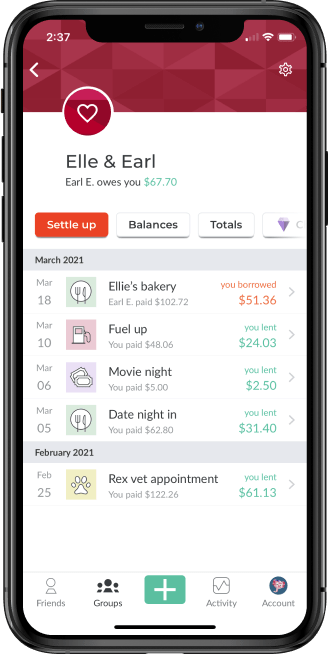 2:37
Elle & Earl
Earl E. owes you $67.70
Settle up Balances Totals C
March 2021
Mar 18 Ellie's bakery you borrowed
Earl E. paid $102.72 $51.36
Mar 10 Fuel up you lent
You paid $48.06 $24.03
Mar 06 Movie night you lent
You paid $5.00 $2.50
Mar 05 Date night in you lent
You paid $62.80 $31.40
February 2021
Feb 25 Rex vet appointment you lent
You paid $122.26 $61.13
Friends Groups Activity Account